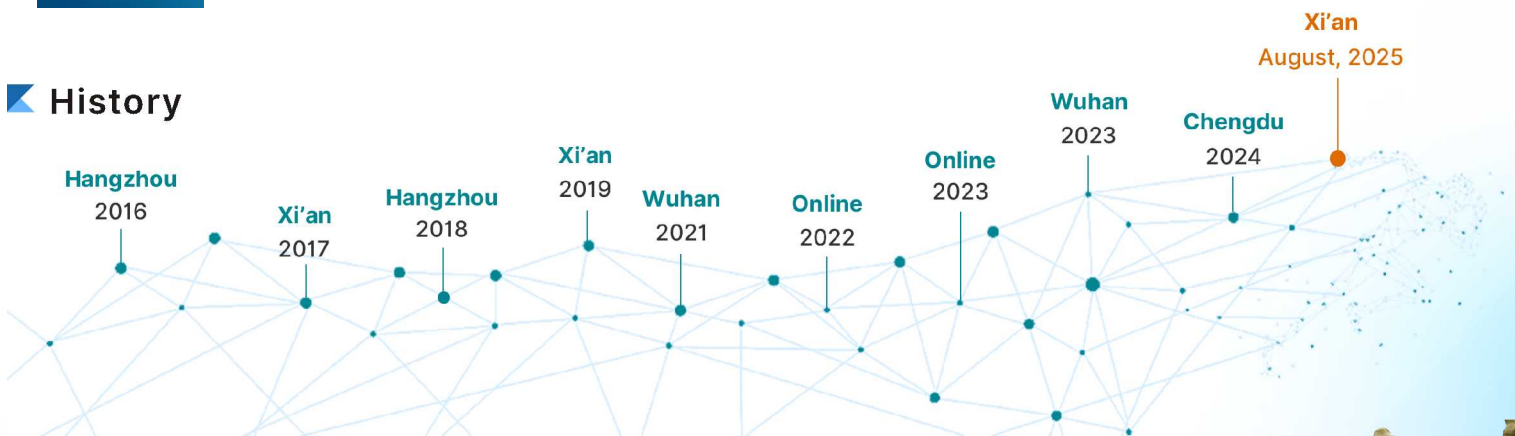 History
Hangzhou
2016
Xi'an
2017
Hangzhou
2018
Xi'an
2019
Wuhan
2021
Online
2022
Online
2023
Wuhan
2023
Chengdu
2024
Xi'an
August, 2025